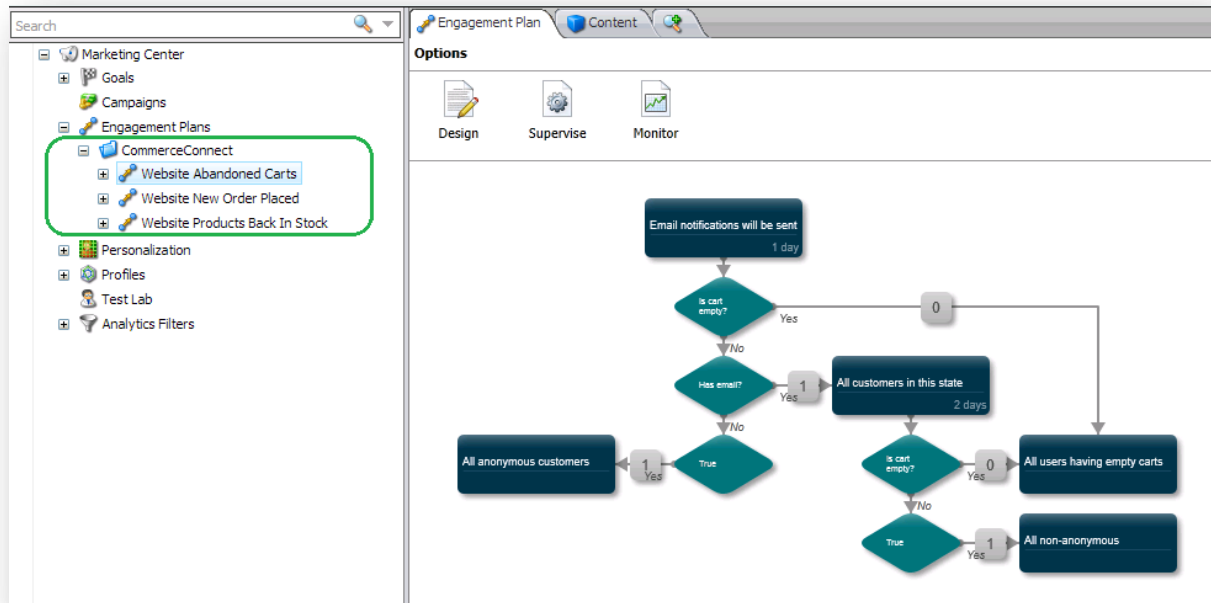 Search
Marketing Center
Goals
Campaigns
Engagement Plans
CommerceConnect
Website Abandoned Carts
Website New Order Placed
Website Products Back In Stock
Personalization
Profiles
Test Lab
Analytics Filters
Engagement Plan
Content
Options
Design
Supervise
Monitor
Email notifications will be sent
1 day
Is cart
empty?
Yes
0
No
Has email?
Yes
1
All customers in this state
2 days
No
All anonymous customers
1
Yes
True
Is cart
empty?
Yes
0
All users having empty carts
No
True
Yes
1
All non-anonymous